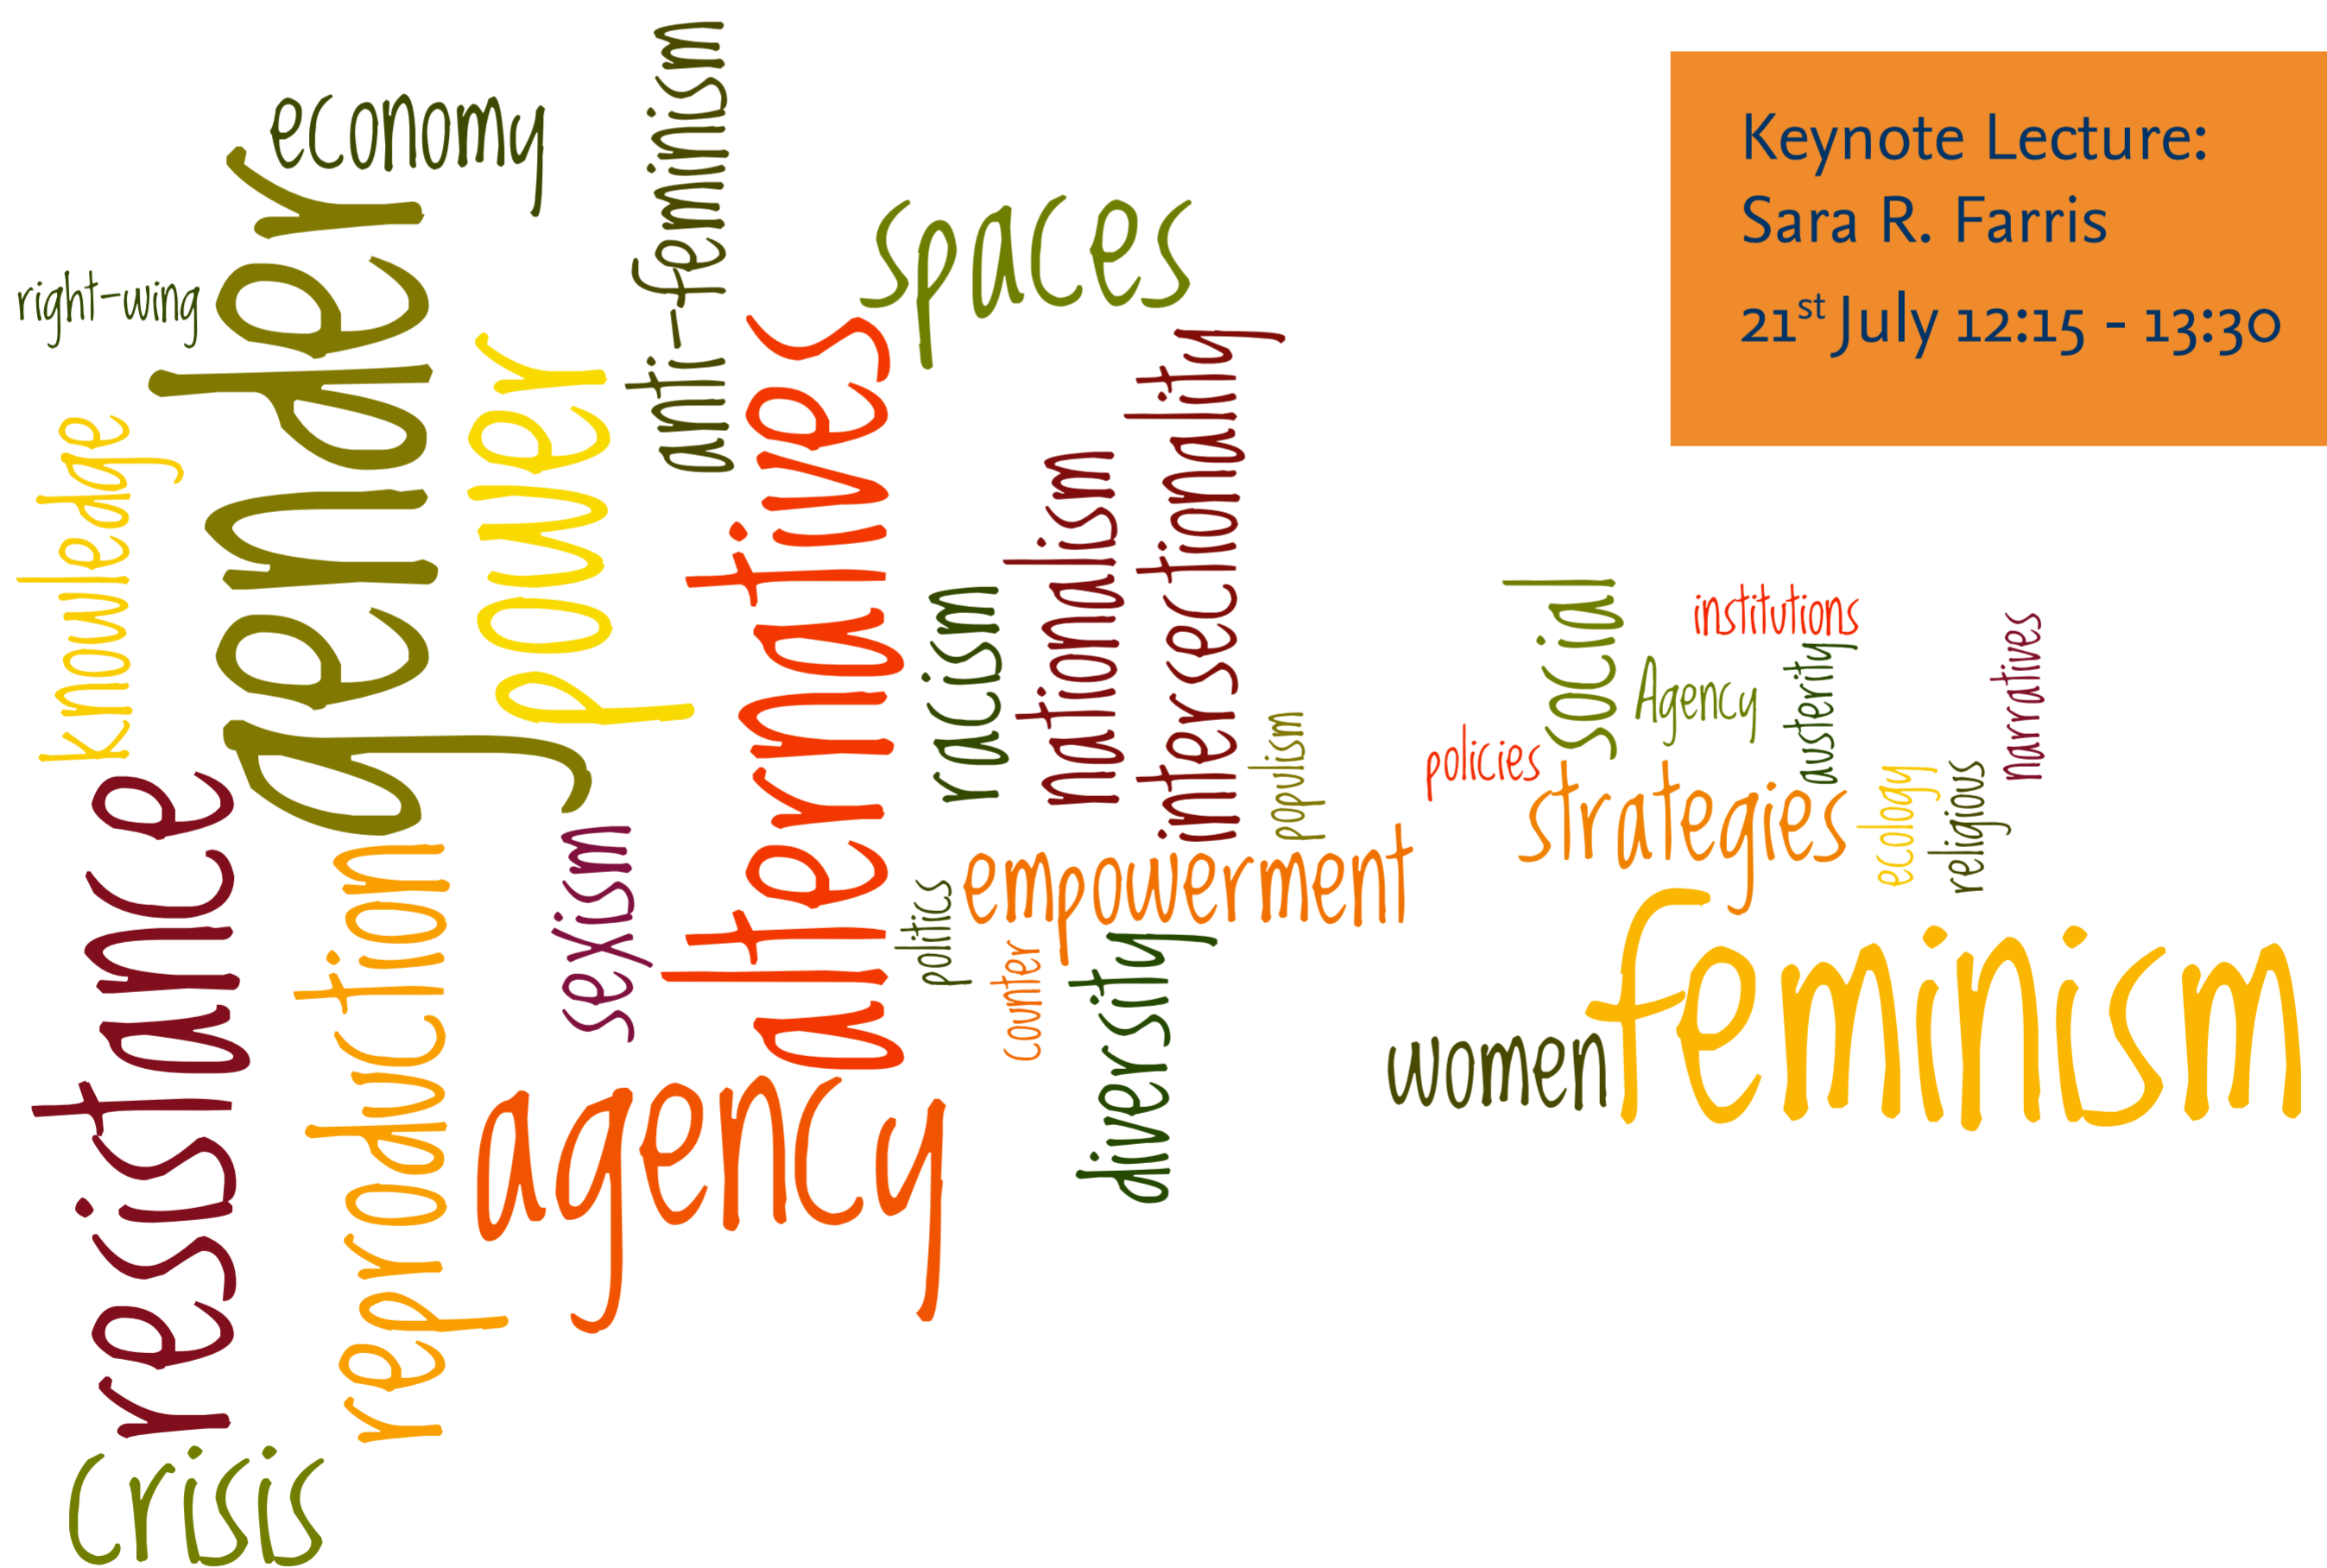 economy
anti-feminism
spaces
Keynote Lecture:
Sara R. Farris
21st July 12:15 - 13:30
right-wing
gender
power
alternatives
intersectionality
knowledge
nationalism
racism
social
institutions
narratives
Agency
austerity
populism
policies
strategies
ecology
religious
resistance
reproduction
sexism
politics
empowerment
counter
diversity
feminism
women
agency
crisis